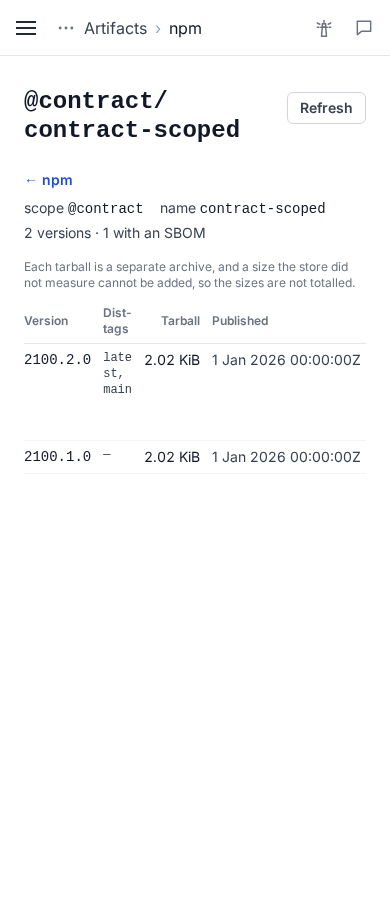 ··· Artifacts › npm
@contract/
contract-scoped
Refresh
← npm
scope @contract name contract-scoped
2 versions · 1 with an SBOM
Each tarball is a separate archive, and a size the store did
not measure cannot be added, so the sizes are not totalled.
Version Dist-tags Tarball Published
2100.2.0 latest, main 2.02 KiB 1 Jan 2026 00:00:00Z
2100.1.0 — 2.02 KiB 1 Jan 2026 00:00:00Z